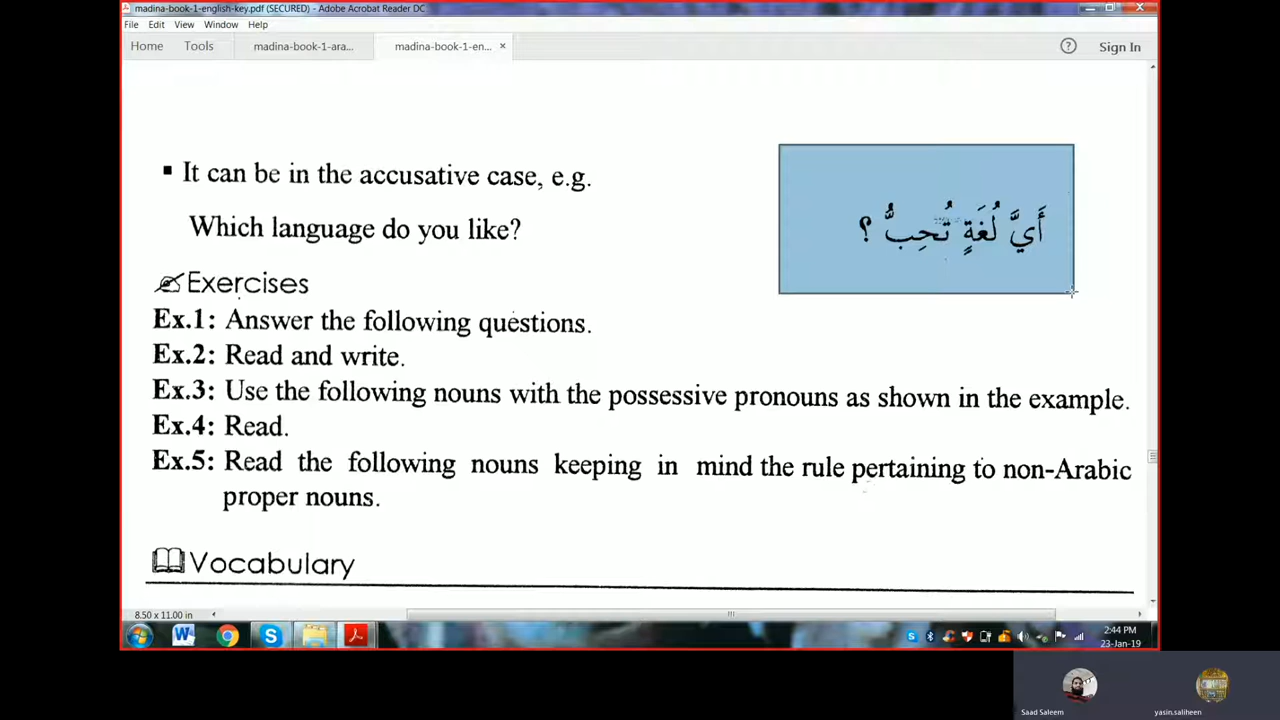 madina-book-1-english-key.pdf (SECURED) - Adobe Acrobat Reader DC
File Edit View Window Help
Home Tools madina-book-1-ara... madina-book-1-en... × ? Sign In
▪ It can be in the accusative case, e.g.
Which language do you like?
أَيَّ لُغَةٍ تُحِبُّ ؟
Exercises
Ex.1: Answer the following questions.
Ex.2: Read and write.
Ex.3: Use the following nouns with the possessive pronouns as shown in the example.
Ex.4: Read.
Ex.5: Read the following nouns keeping in mind the rule pertaining to non-Arabic
proper nouns.
Vocabulary
8.50 x 11.00 in
2:44 PM
23-Jan-19
Saad Saleem
yasin.saliheen